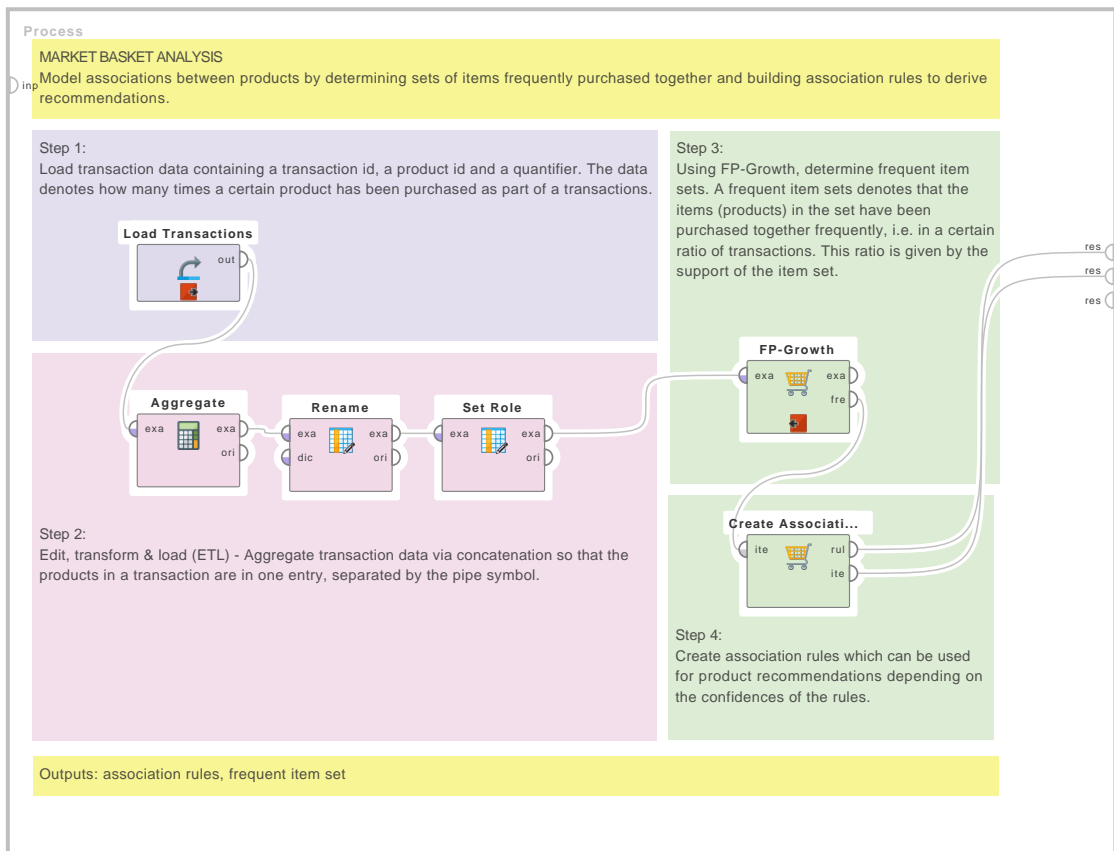 Process
MARKET BASKET ANALYSIS
Model associations between products by determining sets of items frequently purchased together and building association rules to derive
recommendations.
inp
Step 1:
Load transaction data containing a transaction id, a product id and a quantifier. The data
denotes how many times a certain product has been purchased as part of a transactions.
Load Transactions
out
Aggregate
exa
exa
ori
Rename
exa
exa
dic
ori
Set Role
exa
exa
ori
Step 2:
Edit, transform & load (ETL) - Aggregate transaction data via concatenation so that the
products in a transaction are in one entry, separated by the pipe symbol.
Step 3:
Using FP-Growth, determine frequent item
sets. A frequent item sets denotes that the
items (products) in the set have been
purchased together frequently, i.e. in a certain
ratio of transactions. This ratio is given by the
support of the item set.
FP-Growth
exa
exa
fre
Create Associati...
ite
rul
ite
Step 4:
Create association rules which can be used
for product recommendations depending on
the confidences of the rules.
res
res
res
Outputs: association rules, frequent item set